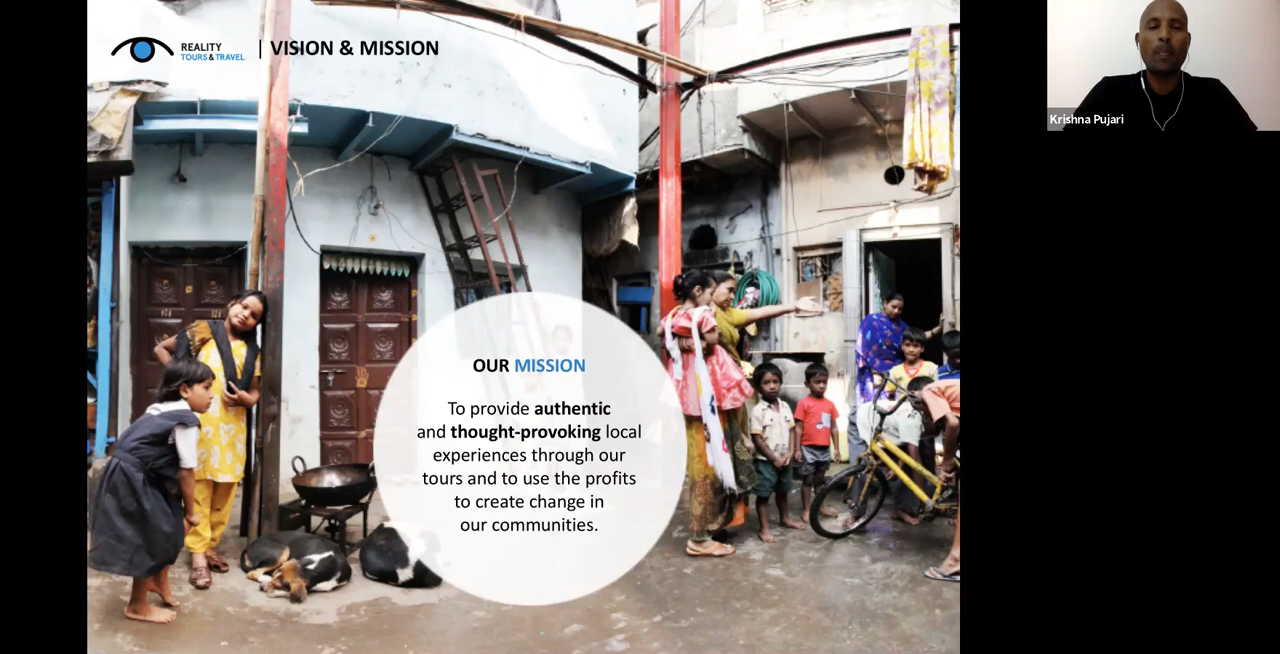 REALITY
TOURS & TRAVEL
VISION & MISSION
Krishna Pujari
OUR MISSION
To provide authentic
and thought-provoking local
experiences through our
tours and to use the profits
to create change in
our communities.